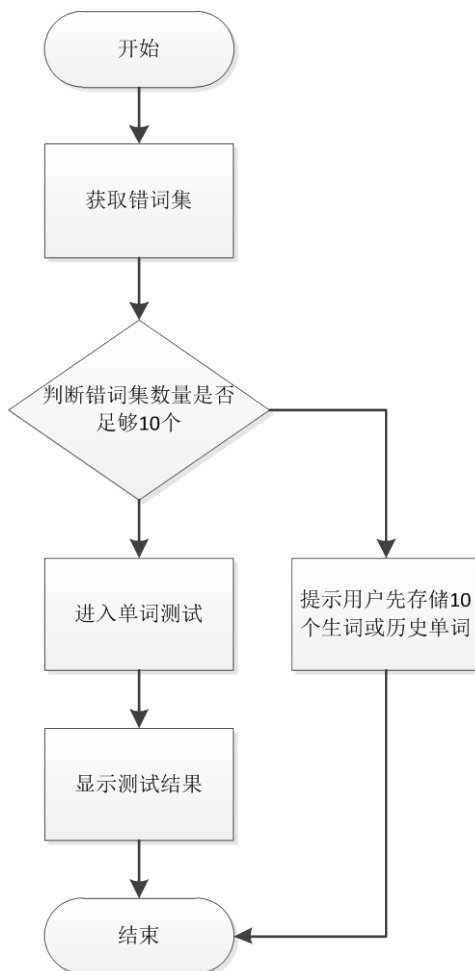 开始
获取错词集
判断错词集数量是否
足够10个
进入单词测试
提示用户先存储10
个生词或历史单词
显示测试结果
结束